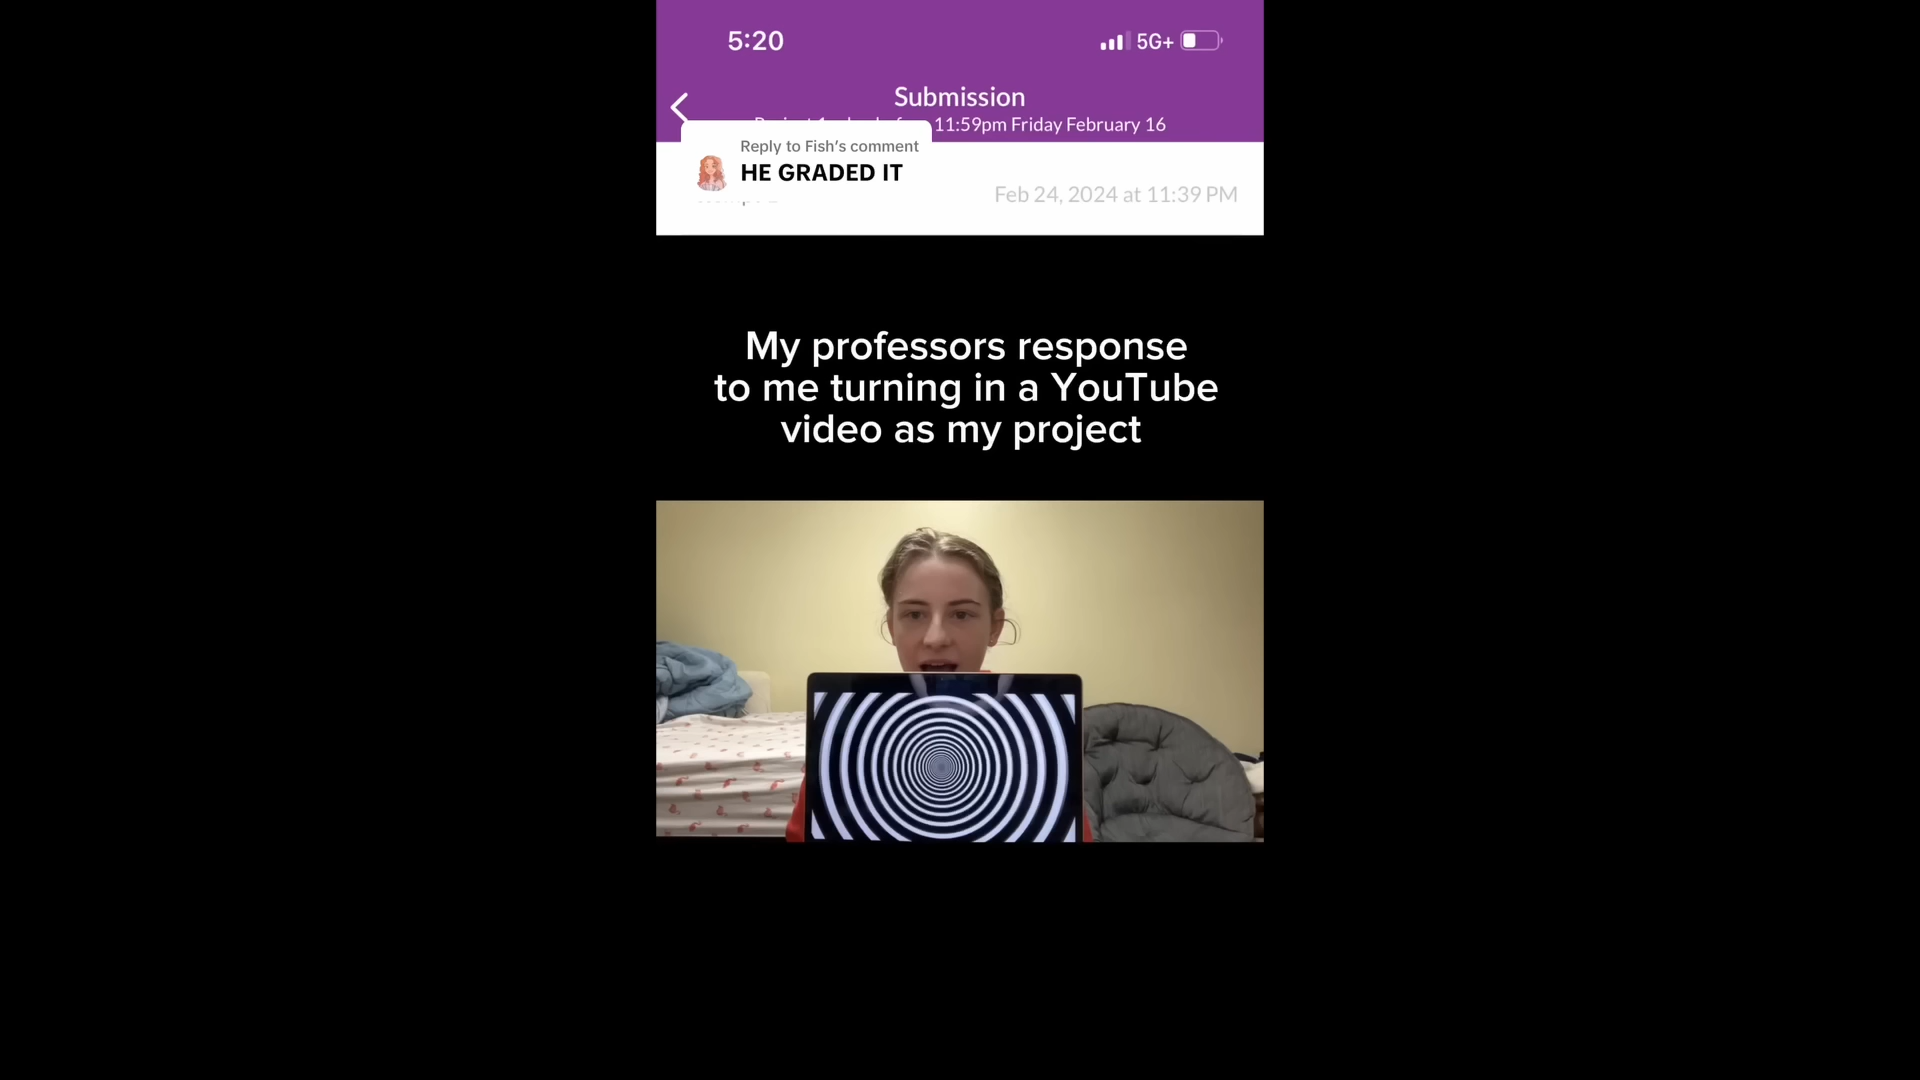 5:20
5G+
Submission
11:59pm Friday February 16
Reply to Fish's comment
HE GRADED IT
Feb 24, 2024 at 11:39 PM
My professors response
to me turning in a YouTube
video as my project